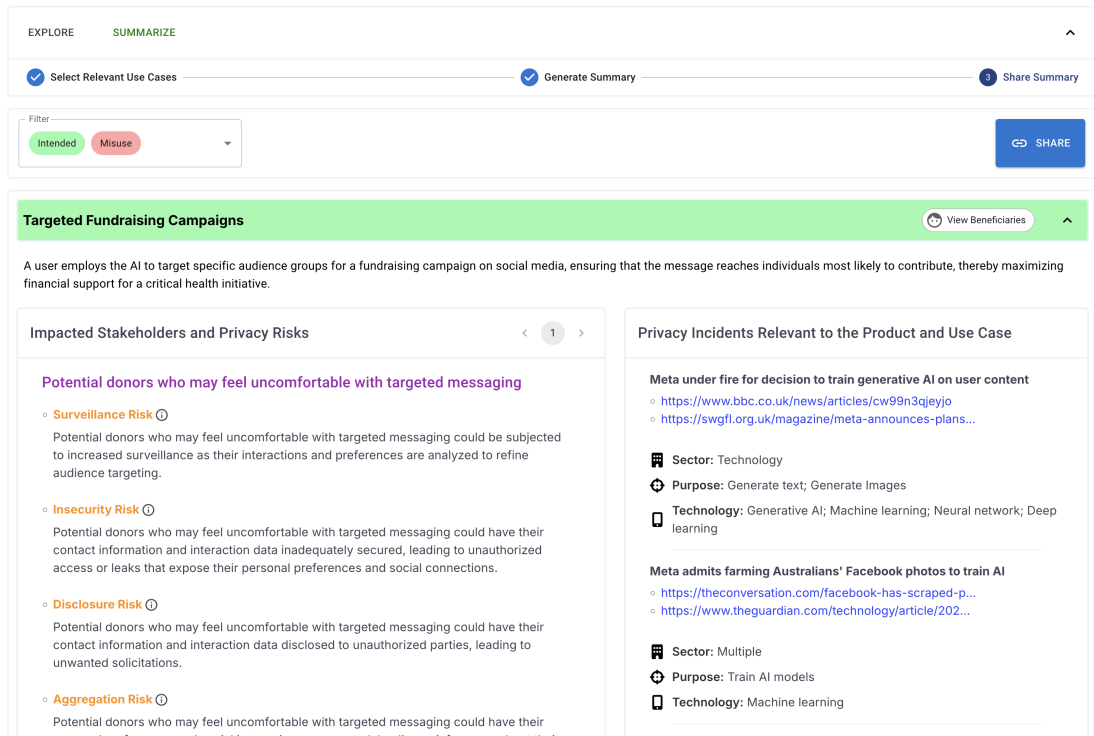 EXPLORE
SUMMARIZE
Select Relevant Use Cases
Generate Summary
3
Share Summary
Filter
Intended
Misuse
SHARE
Targeted Fundraising Campaigns
View Beneficiaries
A user employs the AI to target specific audience groups for a fundraising campaign on social media, ensuring that the message reaches individuals most likely to contribute, thereby maximizing
financial support for a critical health initiative.
Impacted Stakeholders and Privacy Risks
1
Potential donors who may feel uncomfortable with targeted messaging
Surveillance Risk
Potential donors who may feel uncomfortable with targeted messaging could be subjected
to increased surveillance as their interactions and preferences are analyzed to refine
audience targeting.
Insecurity Risk
Potential donors who may feel uncomfortable with targeted messaging could have their
contact information and interaction data inadequately secured, leading to unauthorized
access or leaks that expose their personal preferences and social connections.
Disclosure Risk
Potential donors who may feel uncomfortable with targeted messaging could have their
contact information and interaction data disclosed to unauthorized parties, leading to
unwanted solicitations.
Aggregation Risk
Potential donors who may feel uncomfortable with targeted messaging could have their
Privacy Incidents Relevant to the Product and Use Case
Meta under fire for decision to train generative AI on user content
https://www.bbc.co.uk/news/articles/cw99n3qjeyjo
https://swgfl.org.uk/magazine/meta-announces-plans...
Sector: Technology
Purpose: Generate text; Generate Images
Technology: Generative AI; Machine learning; Neural network; Deep
learning
Meta admits farming Australians' Facebook photos to train AI
https://theconversation.com/facebook-has-scraped-p...
https://www.theguardian.com/technology/article/202...
Sector: Multiple
Purpose: Train AI models
Technology: Machine learning